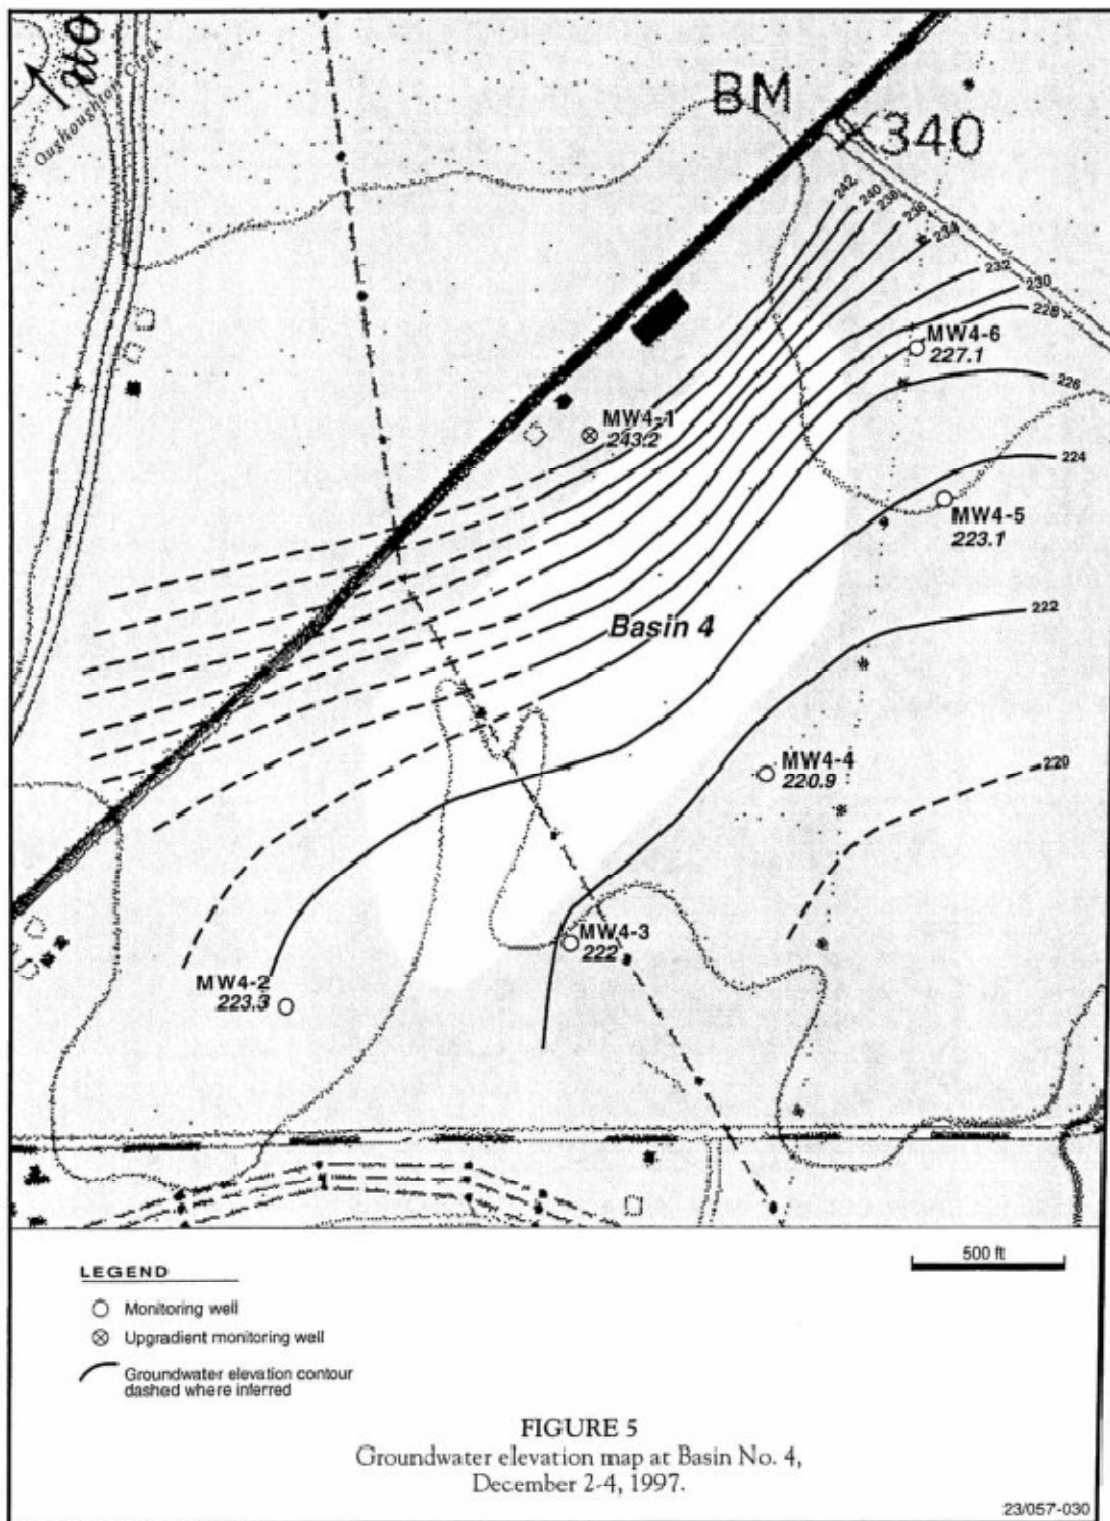 Oughoughton Creek
BM
340
242
240
238
236
234
232
230
228
MW4-6
227.1
226
MW4-1
243.2
224
MW4-5
223.1
222
Basin 4
MW4-4
220.9
220
MW4-3
222
MW4-2
223.3
500 ft
LEGEND
Monitoring well
Upgradient monitoring well
Groundwater elevation contour
dashed where inferred
FIGURE 5
Groundwater elevation map at Basin No. 4,
December 2-4, 1997.
23/057-030